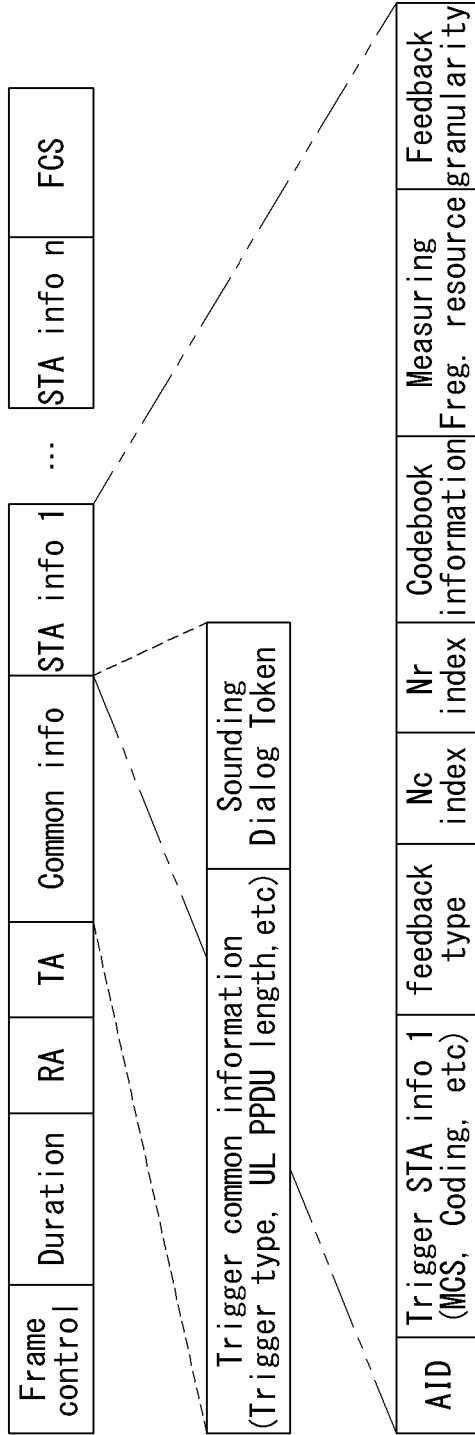 Frame
control
Duration
RA
TA
Common info
STA info 1
...
STA info n
FCS
Trigger common information
(Trigger type, UL PPDU length, etc)
Sounding
Dialog Token
AID
Trigger STA info 1
(MCS, Coding, etc)
feedback
type
Nc
index
Nr
index
Codebook
information
Measuring
Freg. resource
Feedback
granularity